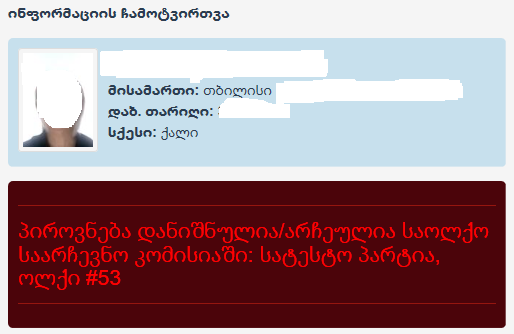 ინფორმაციის ჩამოტვირთვა
მისამართი: თბილისი
დაბ. თარიღი:
სქესი: ქალი
პიროვნება დანიშნულია/არჩეულია საოლქო
საარჩევნო კომისიაში: სატესტო პარტია,
ოლქი #53